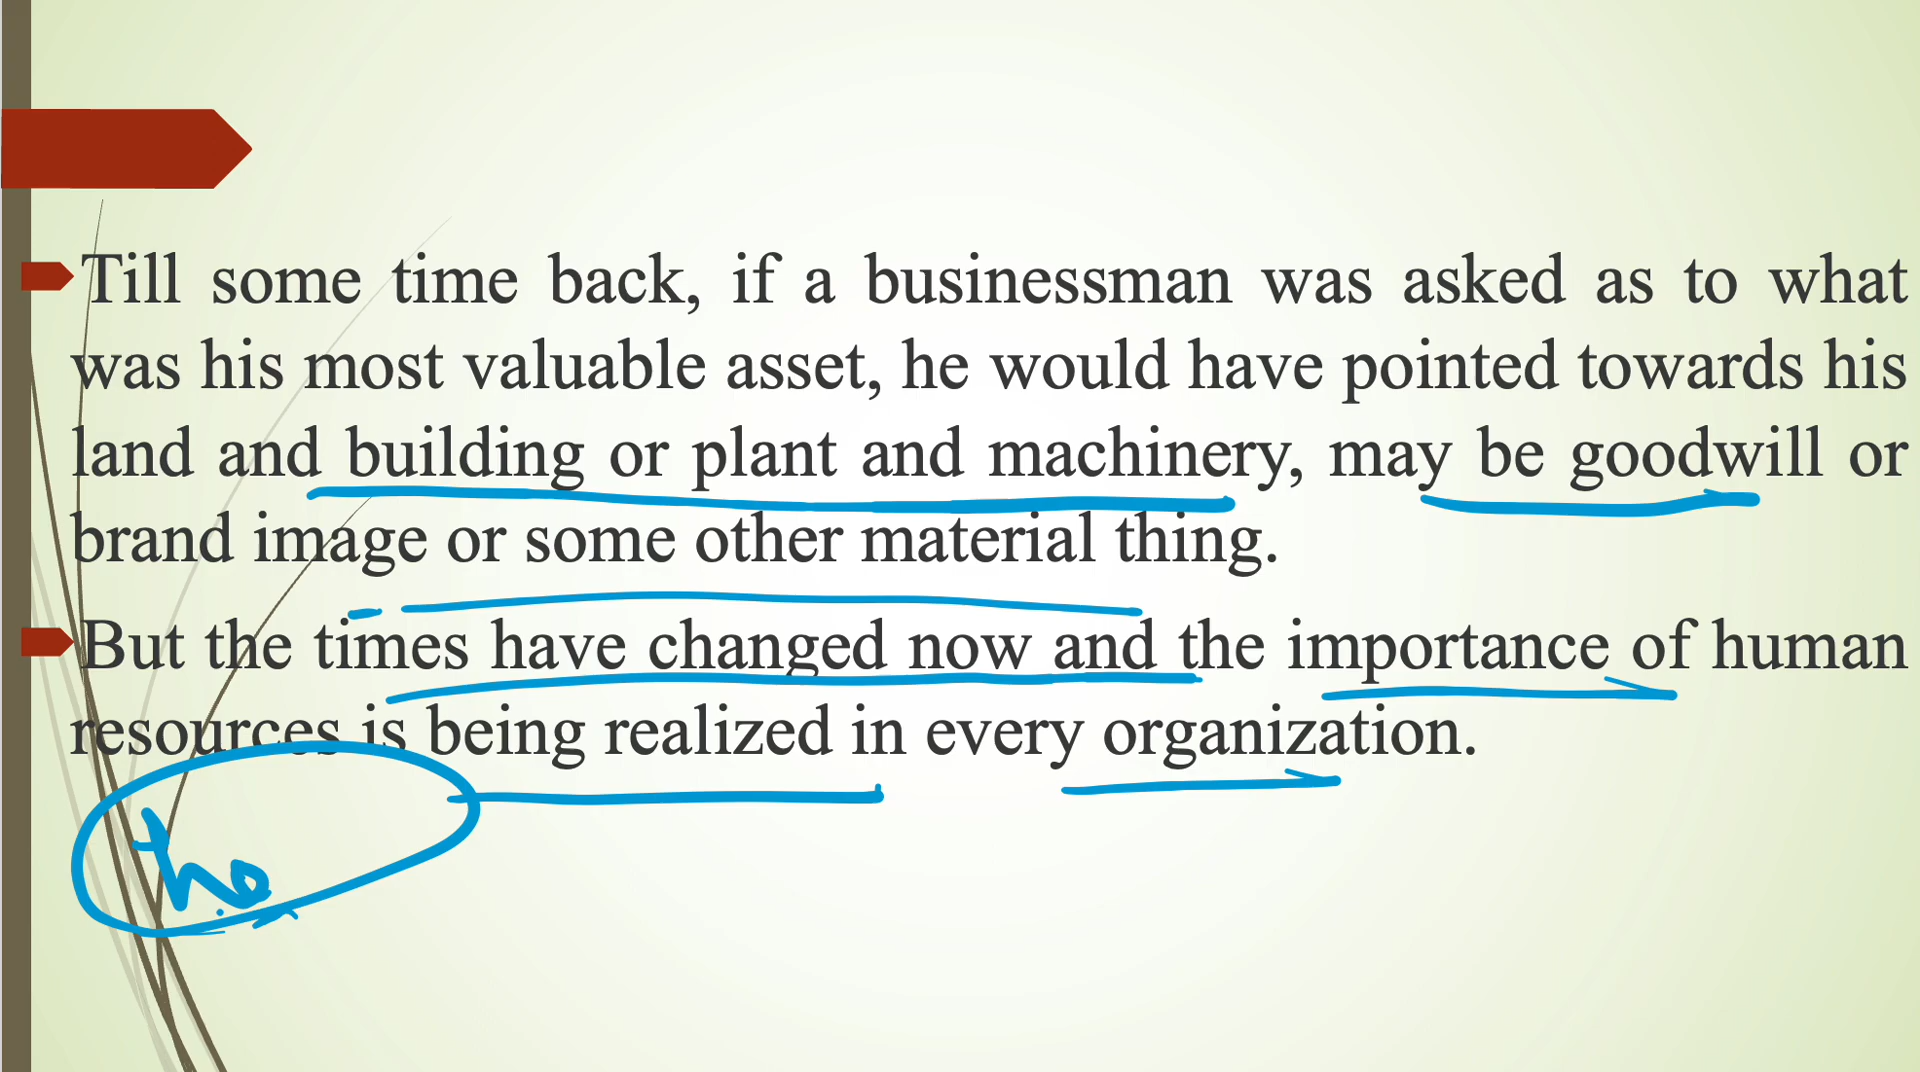 Till some time back, if a businessman was asked as to what
was his most valuable asset, he would have pointed towards his
land and building or plant and machinery, may be goodwill or
brand image or some other material thing.
But the times have changed now and the importance of human
resources is being realized in every organization.